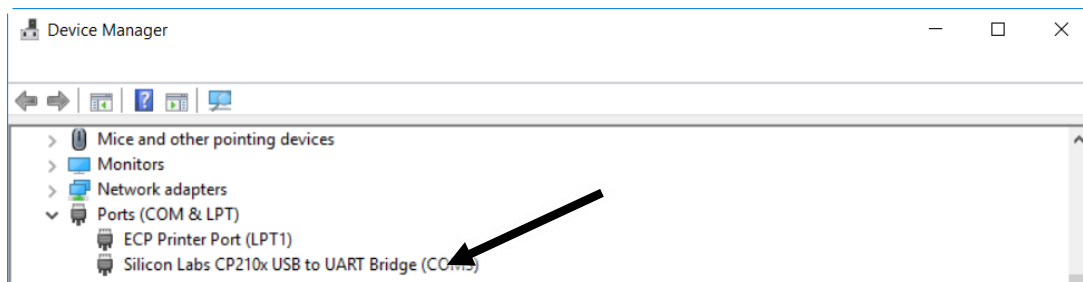 Device Manager
Mice and other pointing devices
Monitors
Network adapters
Ports (COM & LPT)
ECP Printer Port (LPT1)
Silicon Labs CP210x USB to UART Bridge